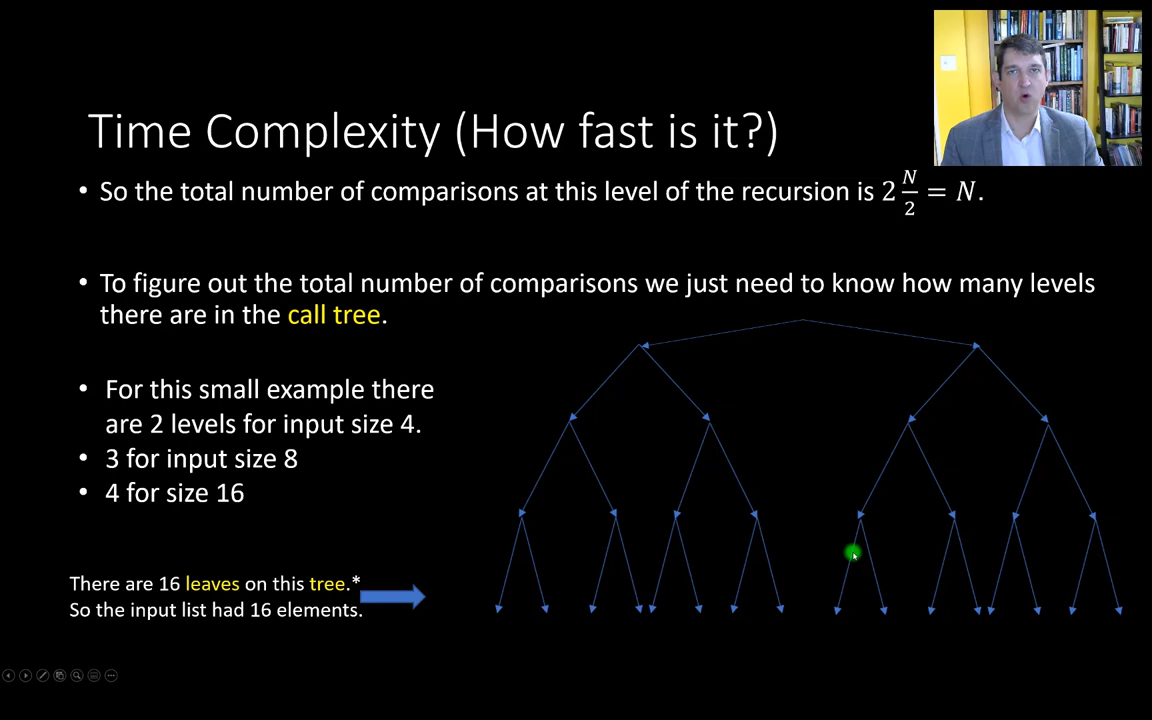 Time Complexity (How fast is it?)
• So the total number of comparisons at this level of the recursion is 2 N/2 = N.
• To figure out the total number of comparisons we just need to know how many levels
there are in the call tree.
• For this small example there
are 2 levels for input size 4.
• 3 for input size 8
• 4 for size 16
There are 16 leaves on this tree.*
So the input list had 16 elements.